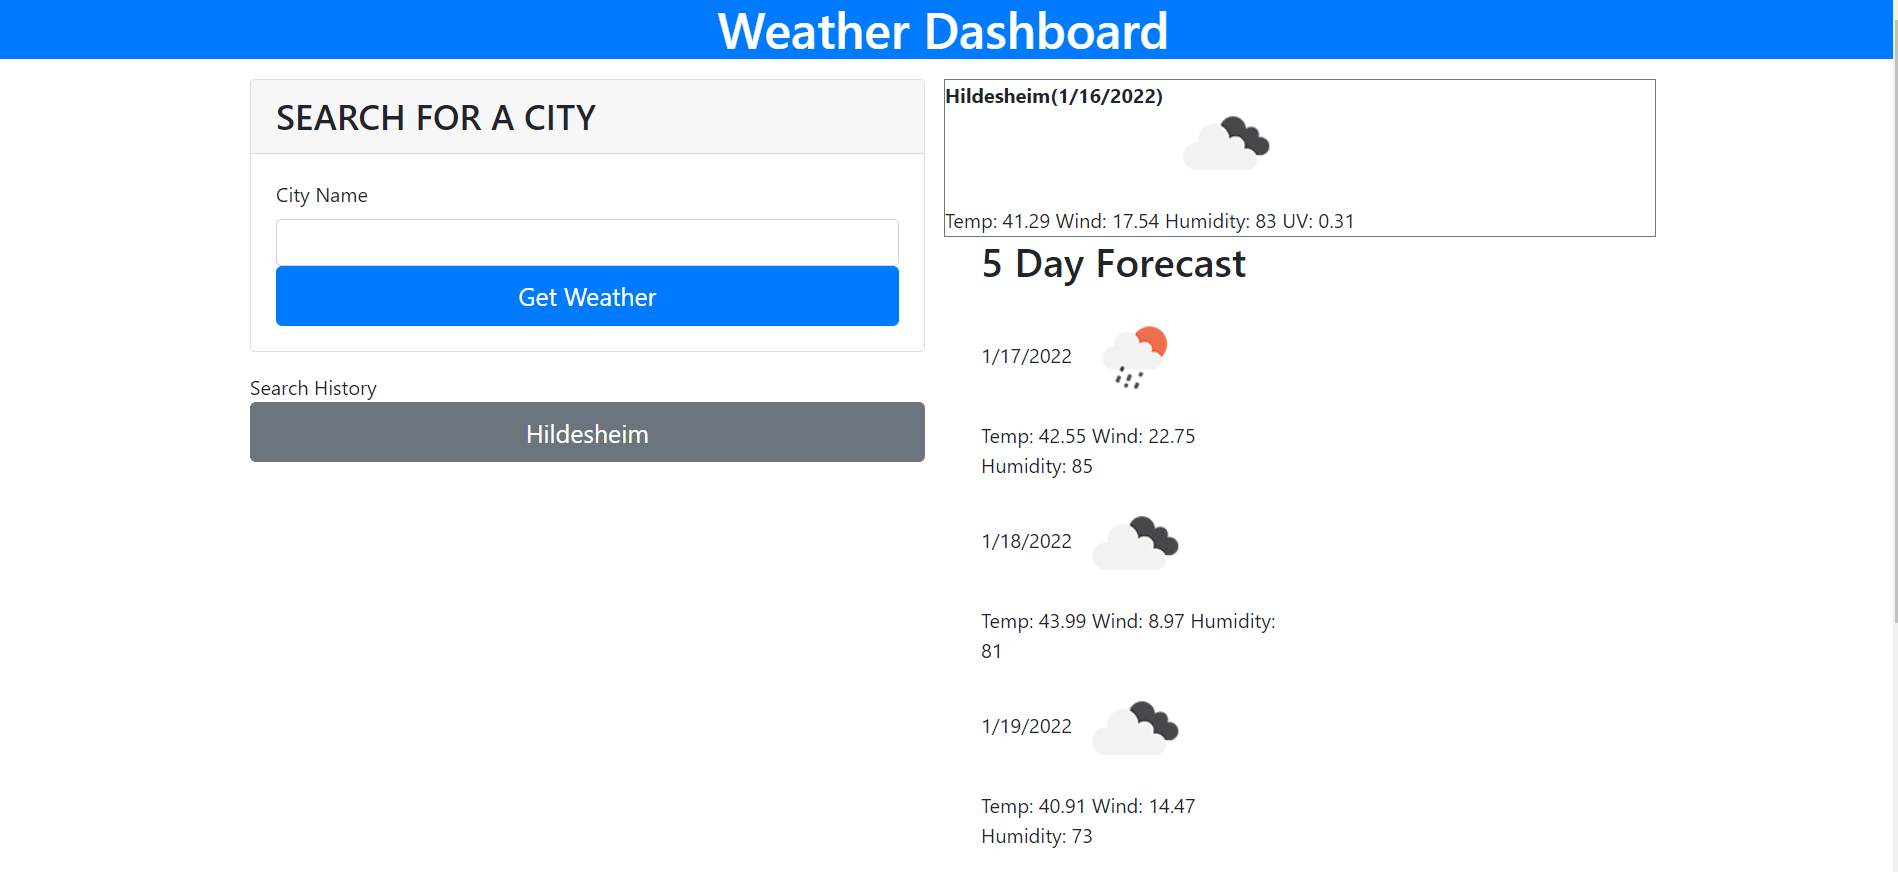 Weather Dashboard
SEARCH FOR A CITY
City Name
Get Weather
Search History
Hildesheim
Hildesheim(1/16/2022)
Temp: 41.29 Wind: 17.54 Humidity: 83 UV: 0.31
5 Day Forecast
1/17/2022
Temp: 42.55 Wind: 22.75
Humidity: 85
1/18/2022
Temp: 43.99 Wind: 8.97 Humidity:
81
1/19/2022
Temp: 40.91 Wind: 14.47
Humidity: 73